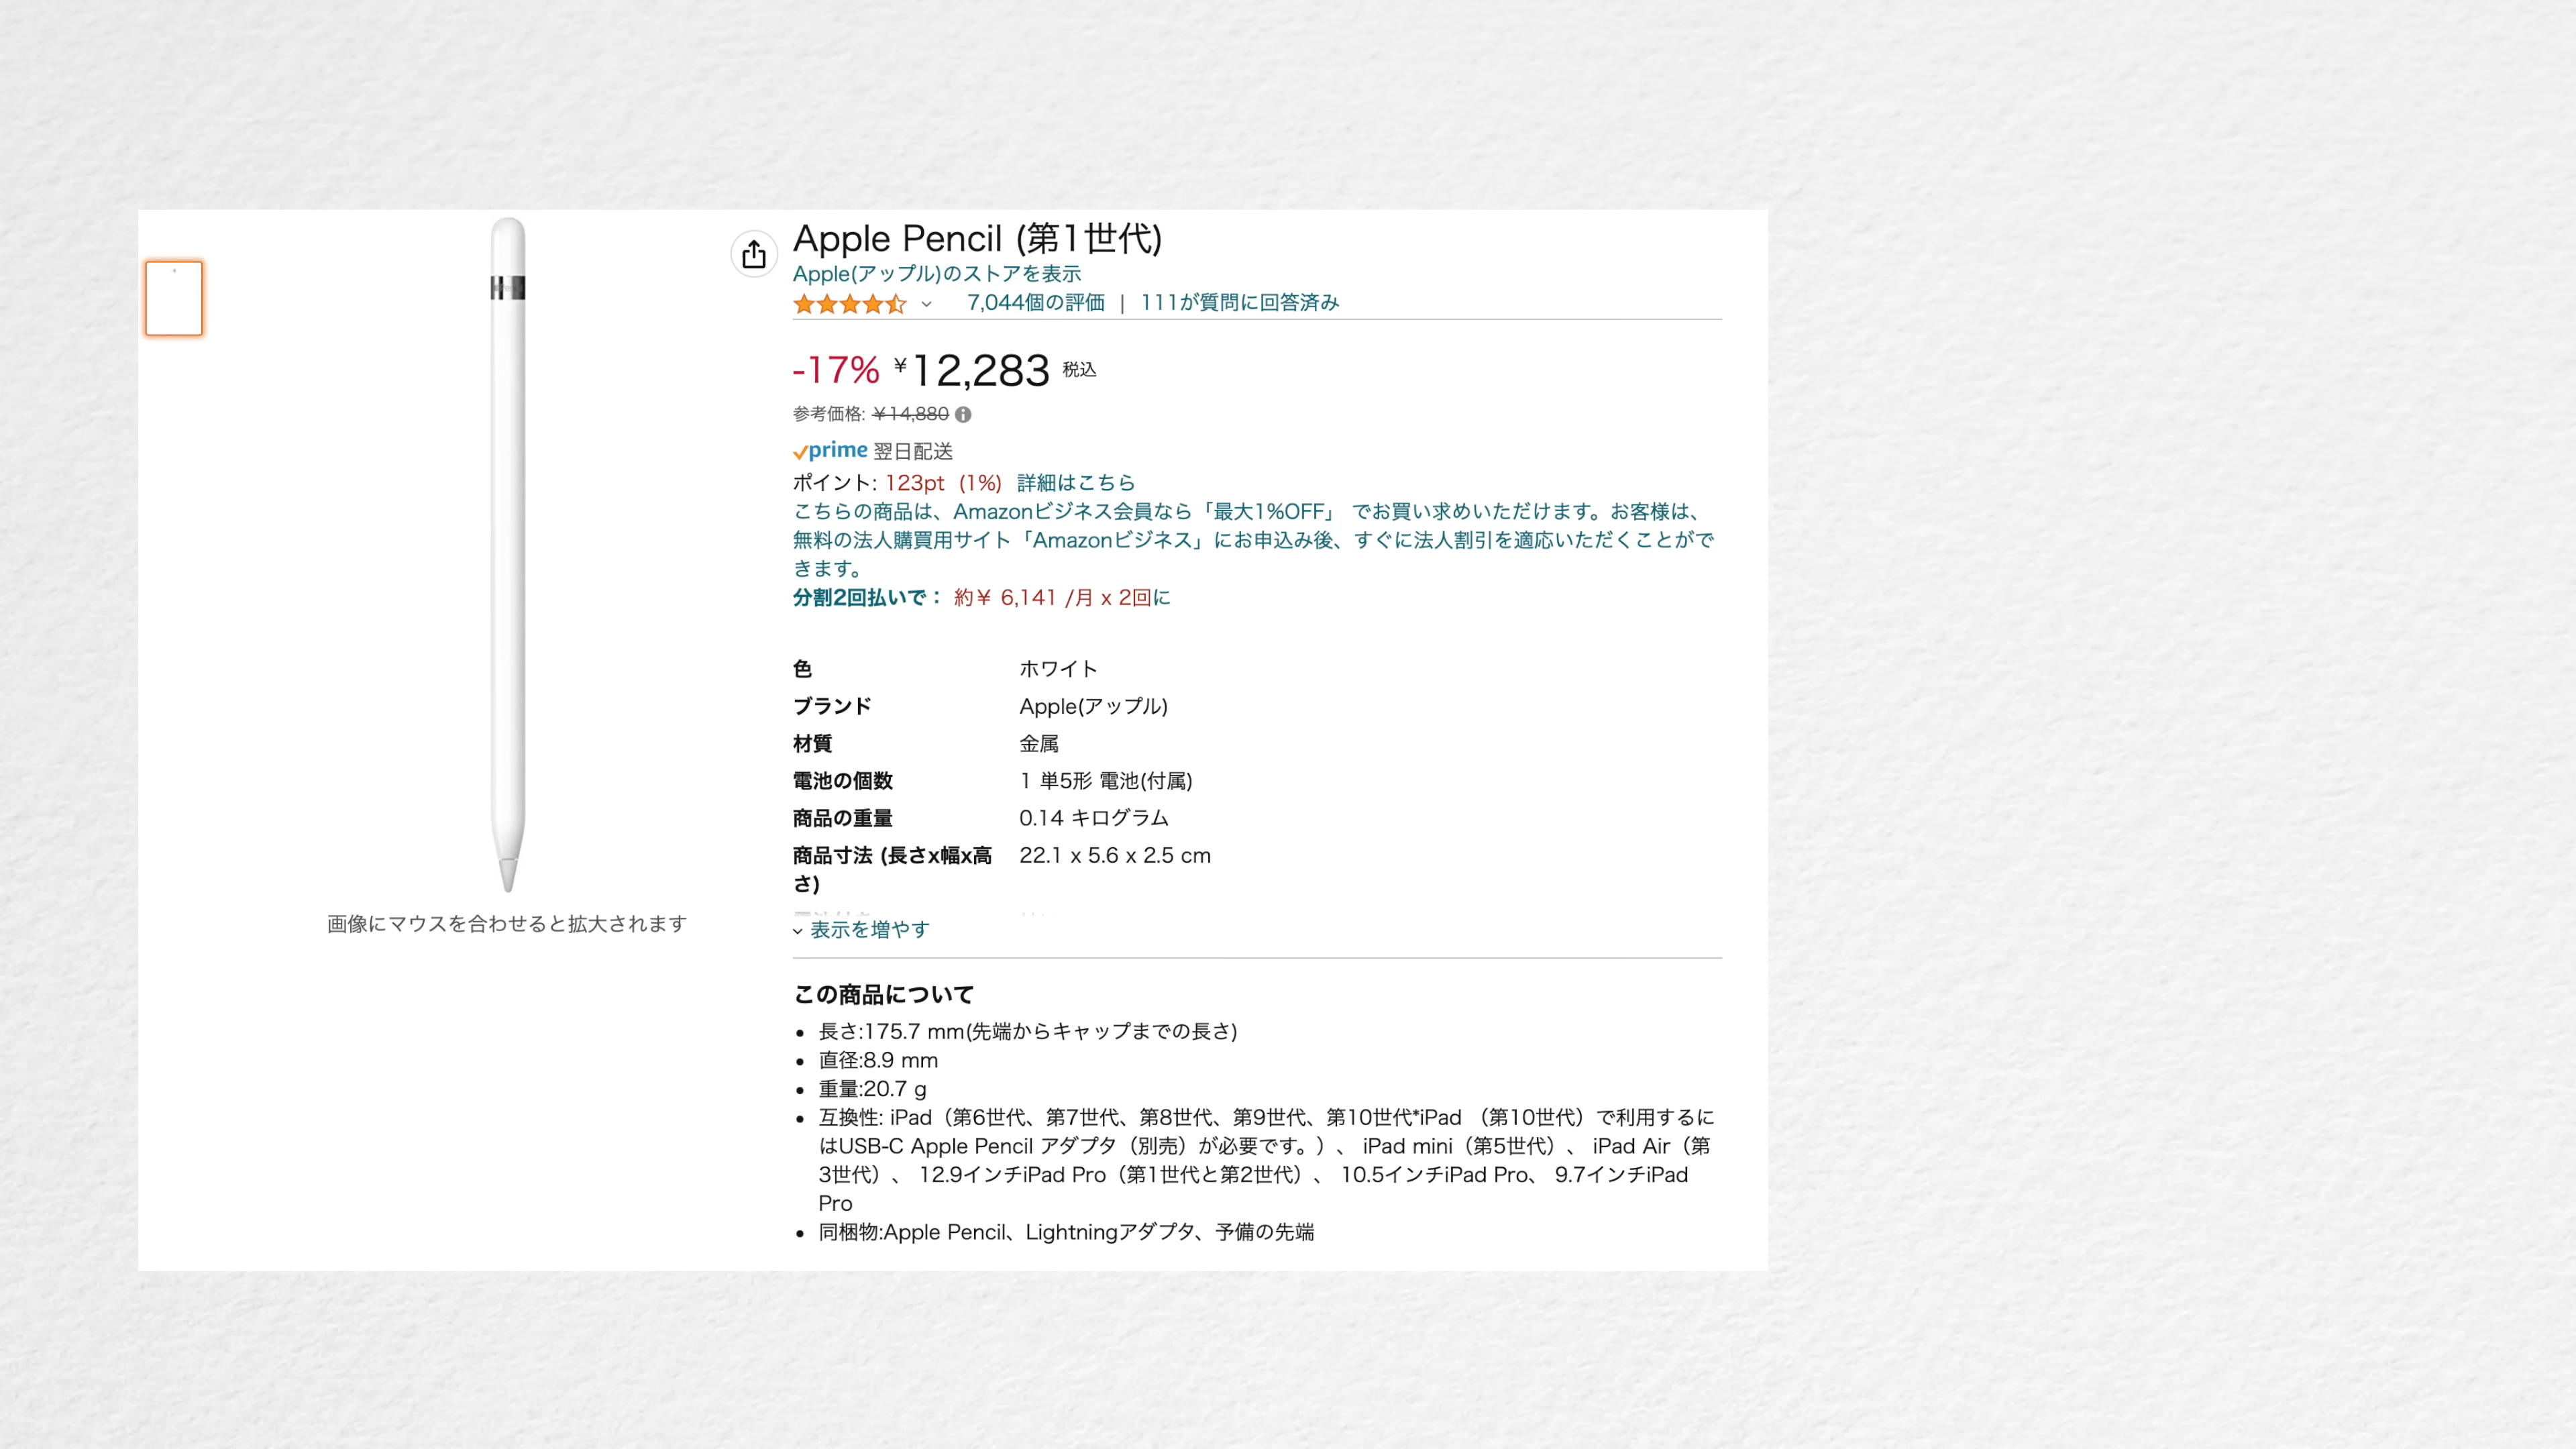 Apple Pencil (第1世代)
Apple(アップル)のストアを表示
7,044個の評価 | 111が質問に回答済み
-17% ¥12,283 税込
参考価格: ¥14,880
prime 翌日配送
ポイント: 123pt (1%) 詳細はこちら
こちらの商品は、Amazonビジネス会員なら「最大1%OFF」 でお買い求めいただけます。お客様は、
無料の法人購買用サイト「Amazonビジネス」にお申込み後、すぐに法人割引を適応いただくことがで
きます。
分割2回払いで： 約¥ 6,141 /月 x 2回に
色 ホワイト
ブランド Apple(アップル)
材質 金属
電池の個数 1 単5形 電池(付属)
商品の重量 0.14 キログラム
商品寸法 (長さx幅x高 22.1 x 5.6 x 2.5 cm
さ)
表示を増やす
画像にマウスを合わせると拡大されます
この商品について
• 長さ:175.7 mm(先端からキャップまでの長さ)
• 直径:8.9 mm
• 重量:20.7 g
• 互換性: iPad（第6世代、第7世代、第8世代、第9世代、第10世代*iPad （第10世代）で利用するに
はUSB-C Apple Pencil アダプタ（別売）が必要です。）、 iPad mini（第5世代）、 iPad Air（第
3世代）、 12.9インチiPad Pro（第1世代と第2世代）、 10.5インチiPad Pro、 9.7インチiPad
Pro
• 同梱物:Apple Pencil、Lightningアダプタ、予備の先端